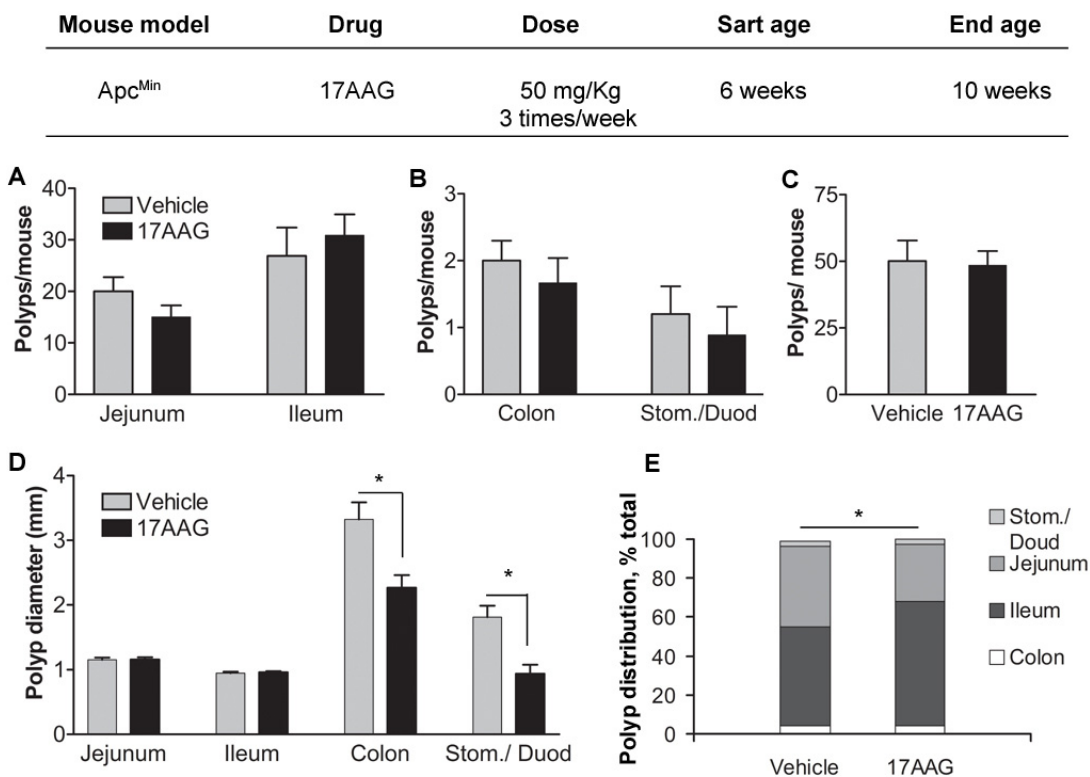 Mouse model Drug Dose Sart age End age
Apc^Min 17AAG 50 mg/Kg 6 weeks 10 weeks
3 times/week
A
Polyps/mouse
40
30
20
10
0
Vehicle
17AAG
Jejunum Ileum
B
Polyps/mouse
3
2
1
0
Colon Stom./Duod
C
Polyps/ mouse
75
50
25
0
Vehicle 17AAG
D
Polyp diameter (mm)
4
3
2
1
0
Vehicle
17AAG
*
*
Jejunum Ileum Colon Stom./ Duod
E
Polyp distribution, % total
100
80
60
40
20
0
*
Stom./
Doud
Jejunum
Ileum
Colon
Vehicle 17AAG